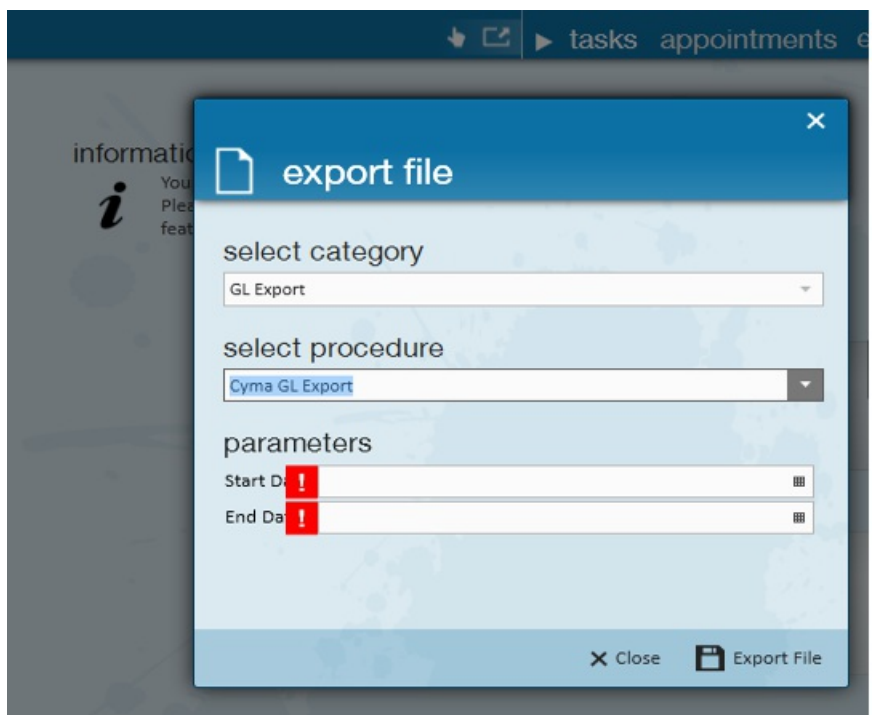 tasks appointments
You
Plea
feat
export file
select category
GL Export
select procedure
Cyma GL Export
parameters
Start D
End Da
Close
Export File